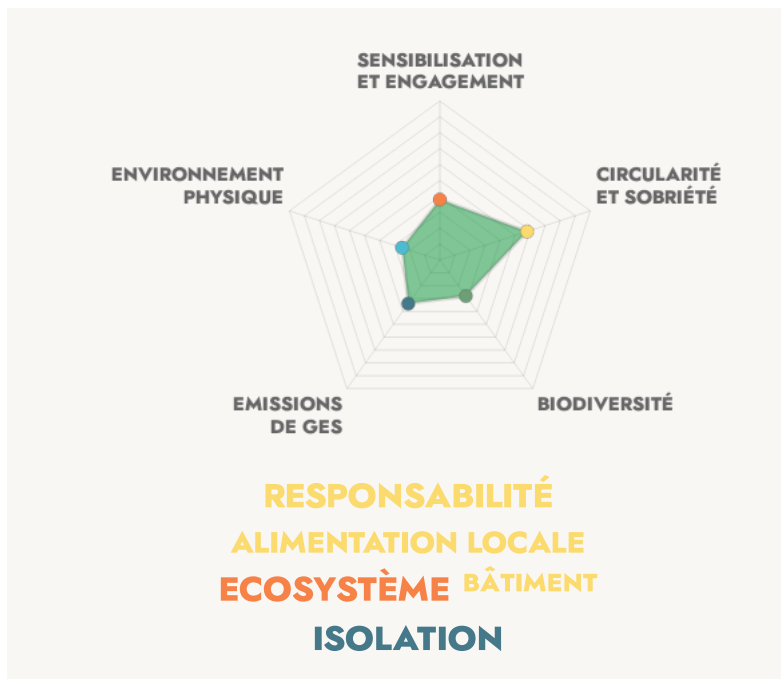 SENSIBILISATION
ET ENGAGEMENT
ENVIRONNEMENT
PHYSIQUE
CIRCULARITÉ
ET SOBRIÉTÉ
EMISSIONS
DE GES
BIODIVERSITÉ
RESPONSABILITÉ
ALIMENTATION LOCALE
ECOSYSTÈME BÂTIMENT
ISOLATION